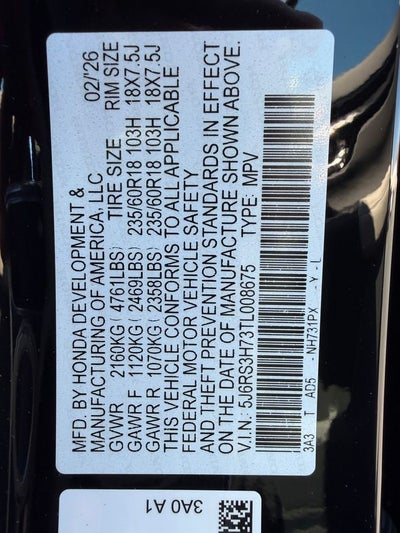 MFD. BY HONDA DEVELOPMENT & 02/'26
MANUFACTURING OF AMERICA, LLC
GVWR 2160KG ( 4761LBS) TIRE SIZE RIM SIZE
GAWR F 1120KG ( 2469LBS) 235/60R18 103H 18X7.5J
GAWR R 1070KG ( 2358LBS) 235/60R18 103H 18X7.5J
THIS VEHICLE CONFORMS TO ALL APPLICABLE
FEDERAL MOTOR VEHICLE SAFETY
AND THEFT PREVENTION STANDARDS IN EFFECT
ON THE DATE OF MANUFACTURE SHOWN ABOVE.
V.I.N: 5J6RS3H73TL008675 TYPE: MPV
3A3 T AD5 -NH731PX -Y -L
3A0 A1